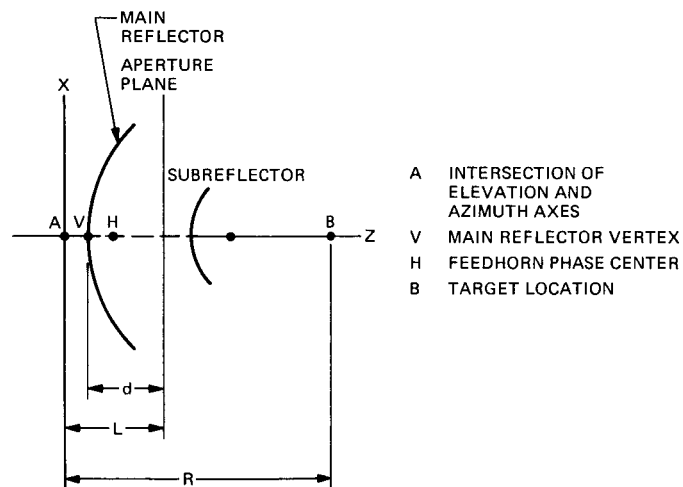 MAIN
REFLECTOR
APERTURE
PLANE
X
SUBREFLECTOR
A V H B Z
d
L
R
A INTERSECTION OF
ELEVATION AND
AZIMUTH AXES
V MAIN REFLECTOR VERTEX
H FEEDHORN PHASE CENTER
B TARGET LOCATION